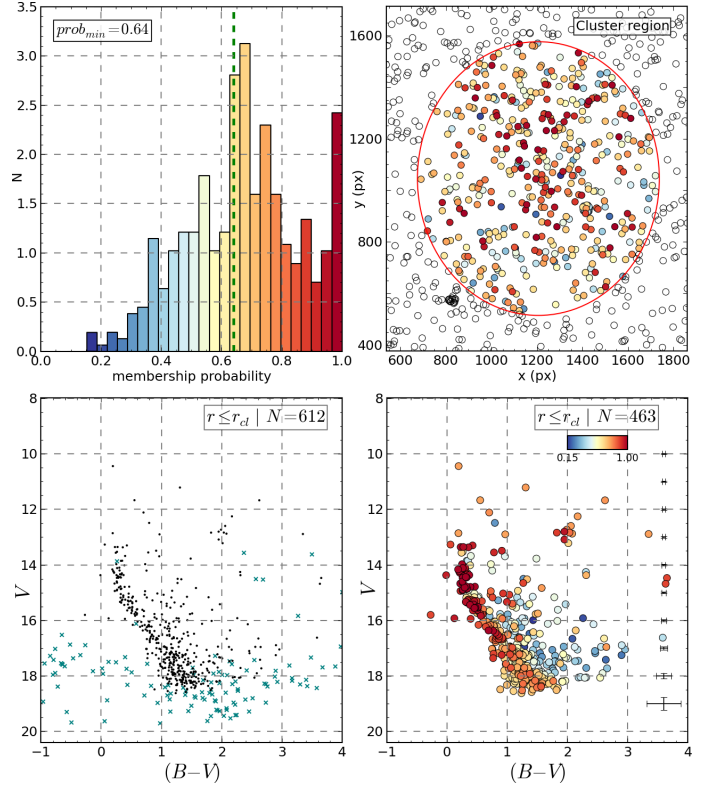 prob_min=0.64
3.5
3.0
2.5
2.0
1.5
1.0
0.5
0.0
N
0.0 0.2 0.4 0.6 0.8 1.0
membership probability
Cluster region
1600
1200
800
400
y (px)
600 800 1000 1200 1400 1600 1800
x (px)
r≤r_cl | N=612
8
10
12
14
16
18
20
V
−1 0 1 2 3 4
(B−V)
r≤r_cl | N=463
0.15 1.00
8
10
12
14
16
18
20
V
−1 0 1 2 3 4
(B−V)